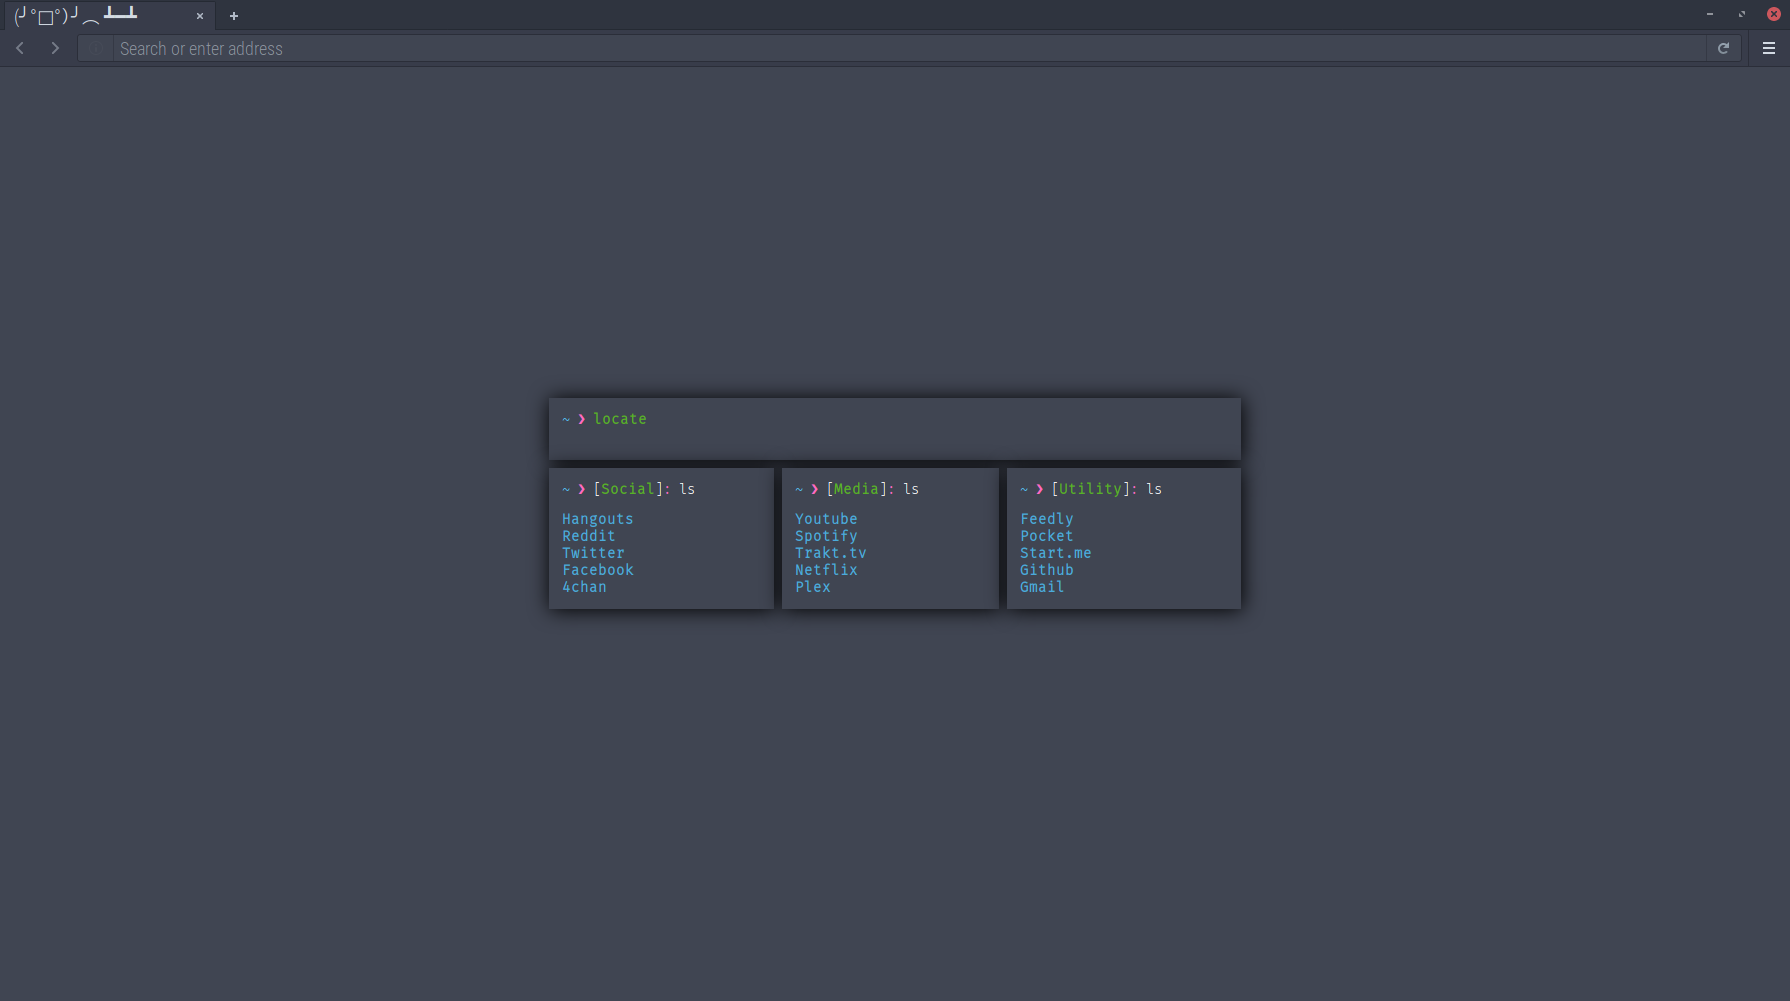 (╯°□°)╯︵ ┻━┻
Search or enter address
~ ❯ locate
~ ❯ [Social]: ls
Hangouts
Reddit
Twitter
Facebook
4chan
~ ❯ [Media]: ls
Youtube
Spotify
Trakt.tv
Netflix
Plex
~ ❯ [Utility]: ls
Feedly
Pocket
Start.me
Github
Gmail